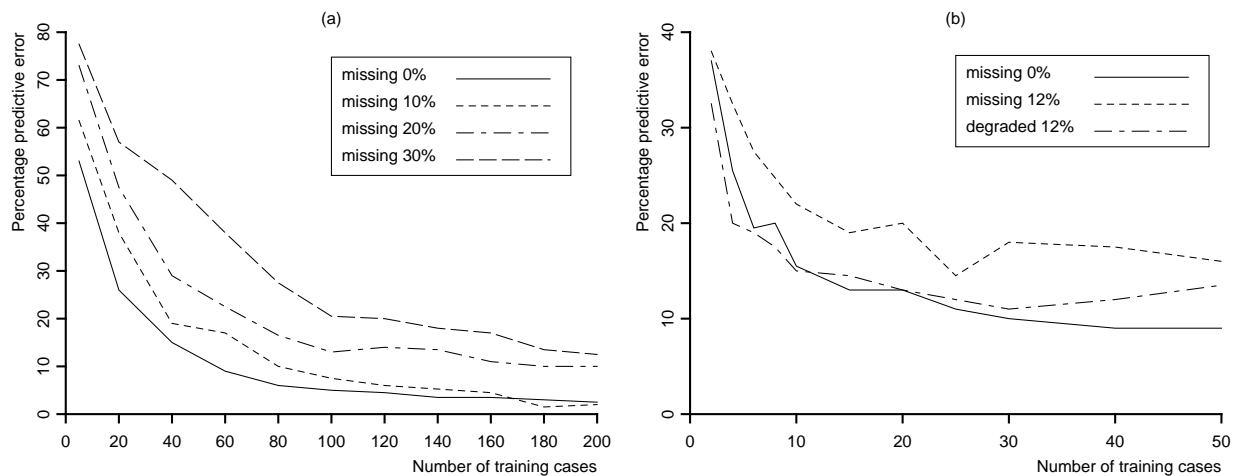 (a)
Percentage predictive error
80
70
60
50
40
30
20
10
0
missing 0%
missing 10%
missing 20%
missing 30%
0 20 40 60 80 100 120 140 160 180 200
Number of training cases
(b)
Percentage predictive error
40
30
20
10
0
missing 0%
missing 12%
degraded 12%
0 10 20 30 40 50
Number of training cases